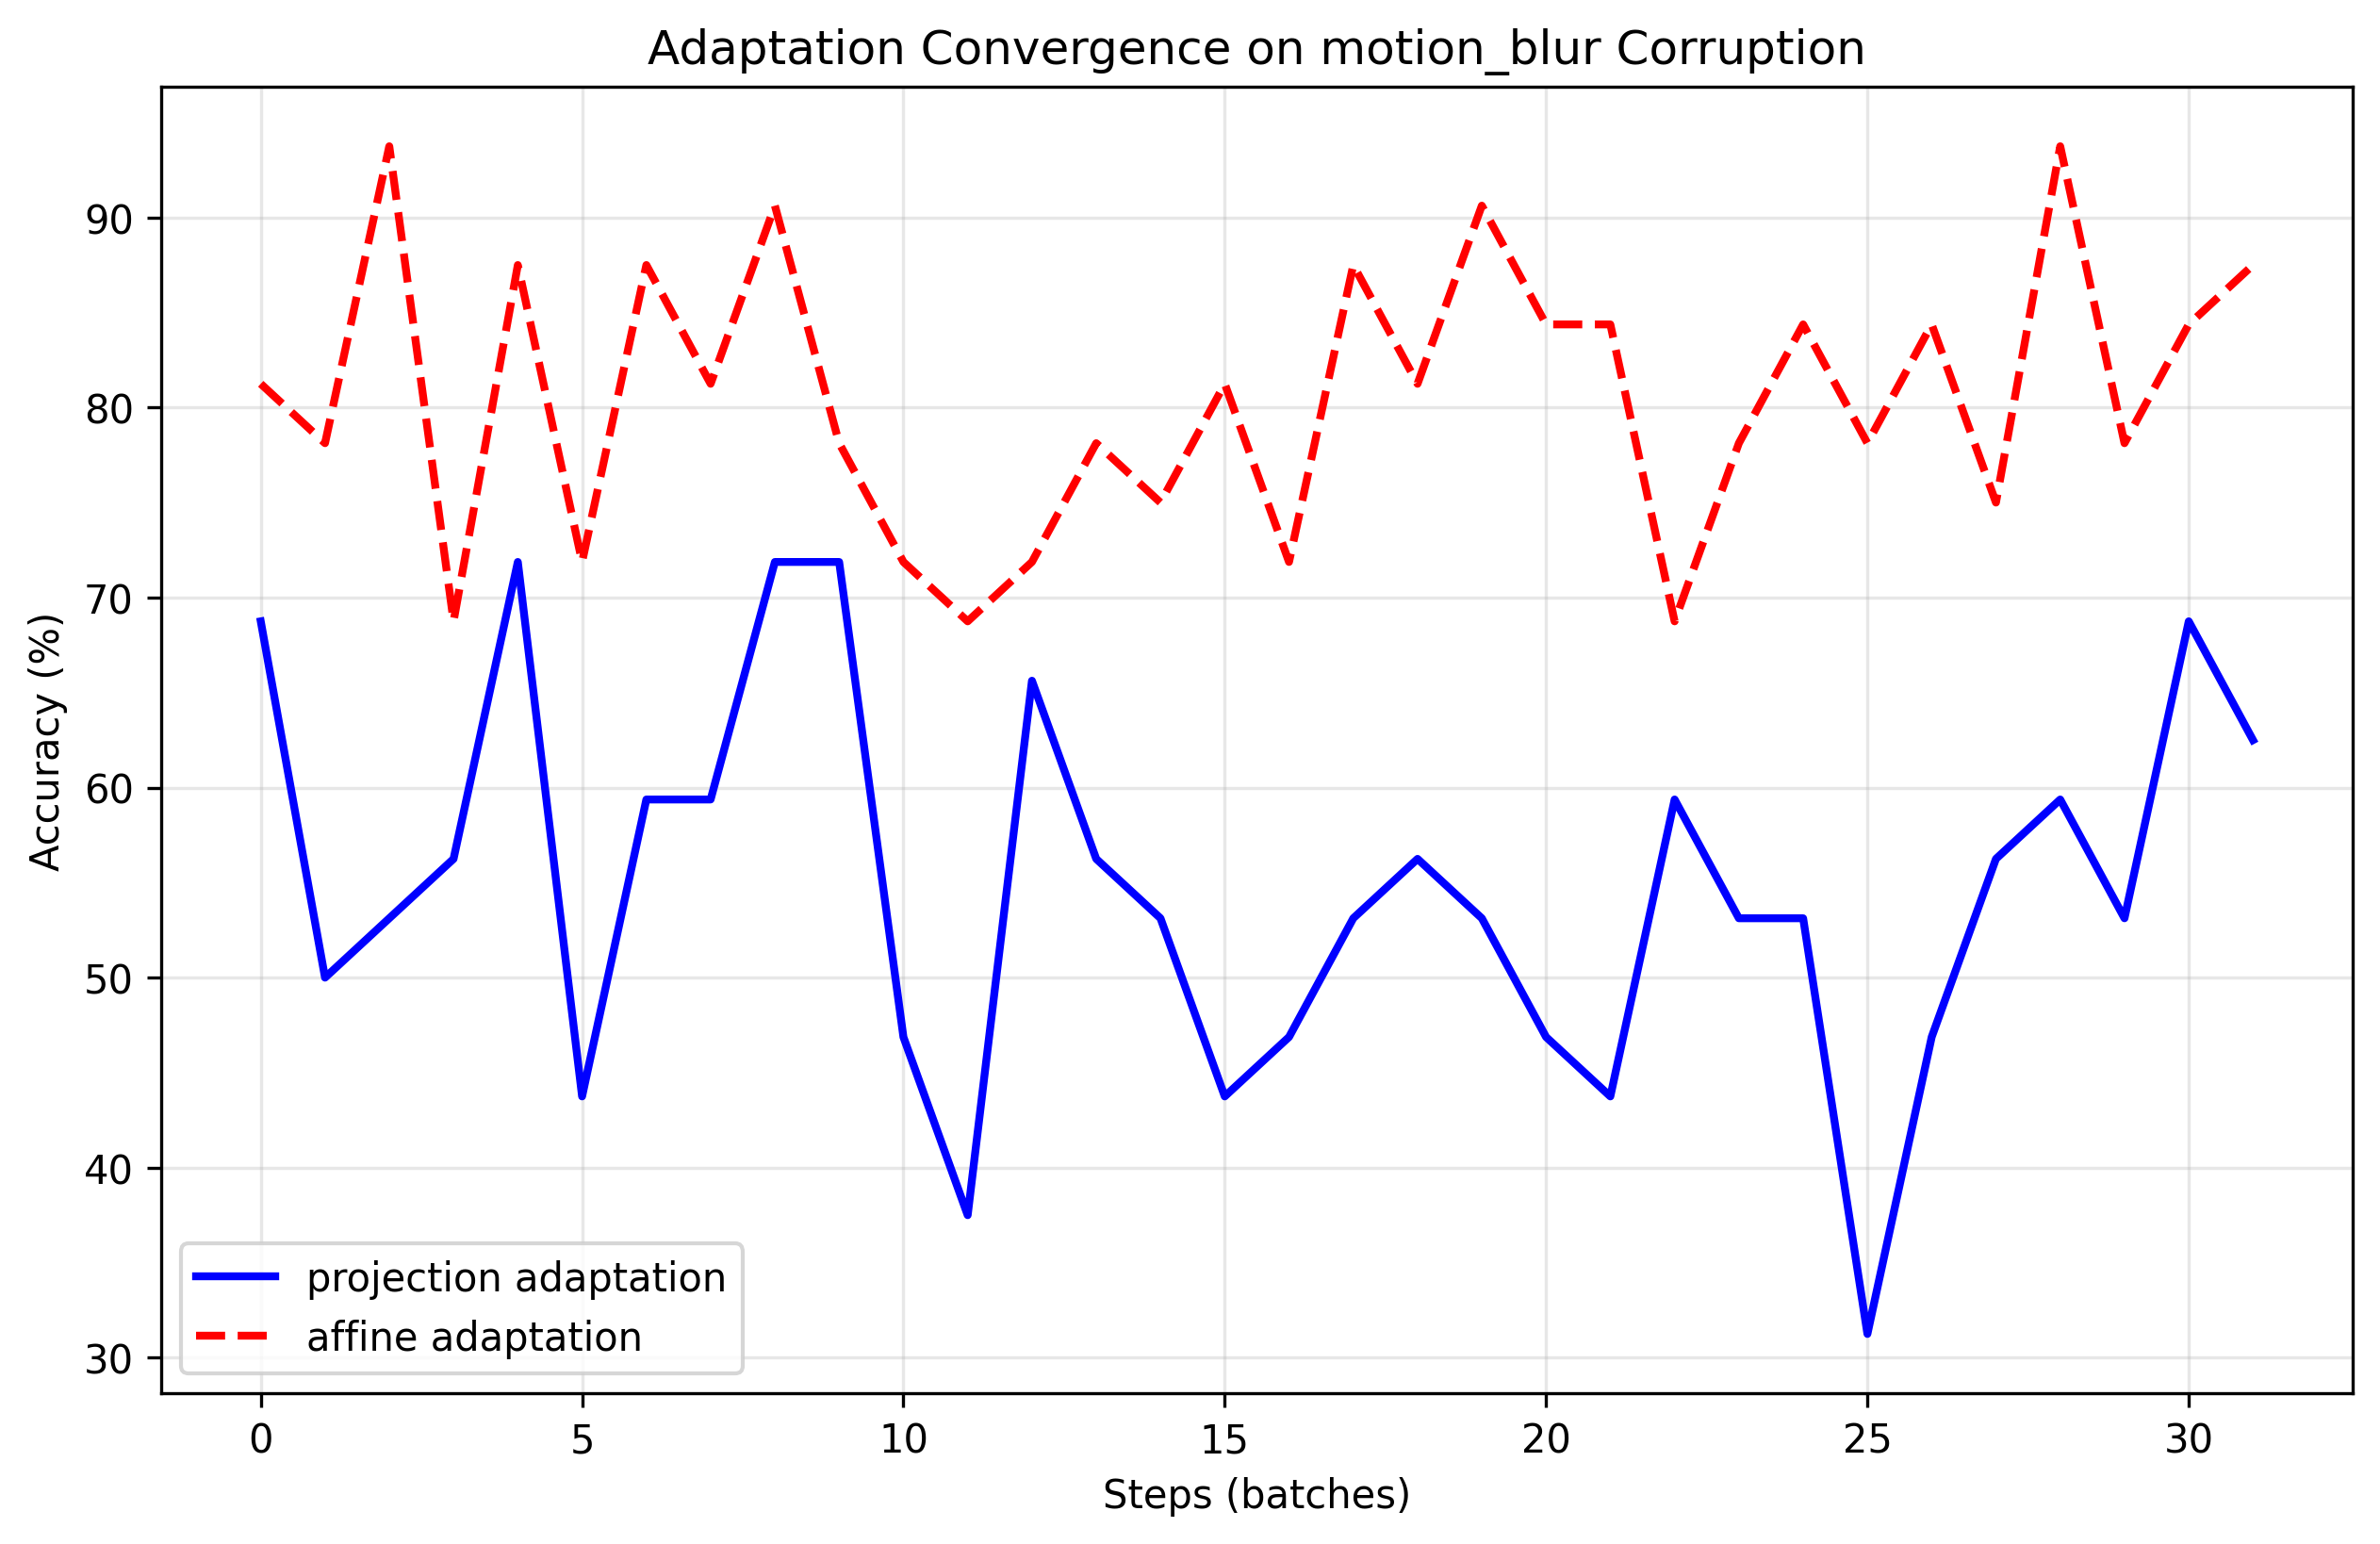 Adaptation Convergence on motion_blur Corruption
Accuracy (%)
90
80
70
60
50
40
30
projection adaptation
affine adaptation
0 5 10 15 20 25 30
Steps (batches)